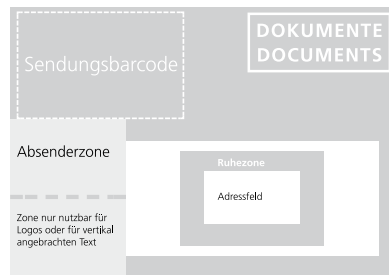 Sendungsbarcode
DOKUMENTE
DOCUMENTS
Absenderzone
Zone nur nutzbar für
Logos oder für vertikal
angebrachten Text
Ruhezone
Adressfeld